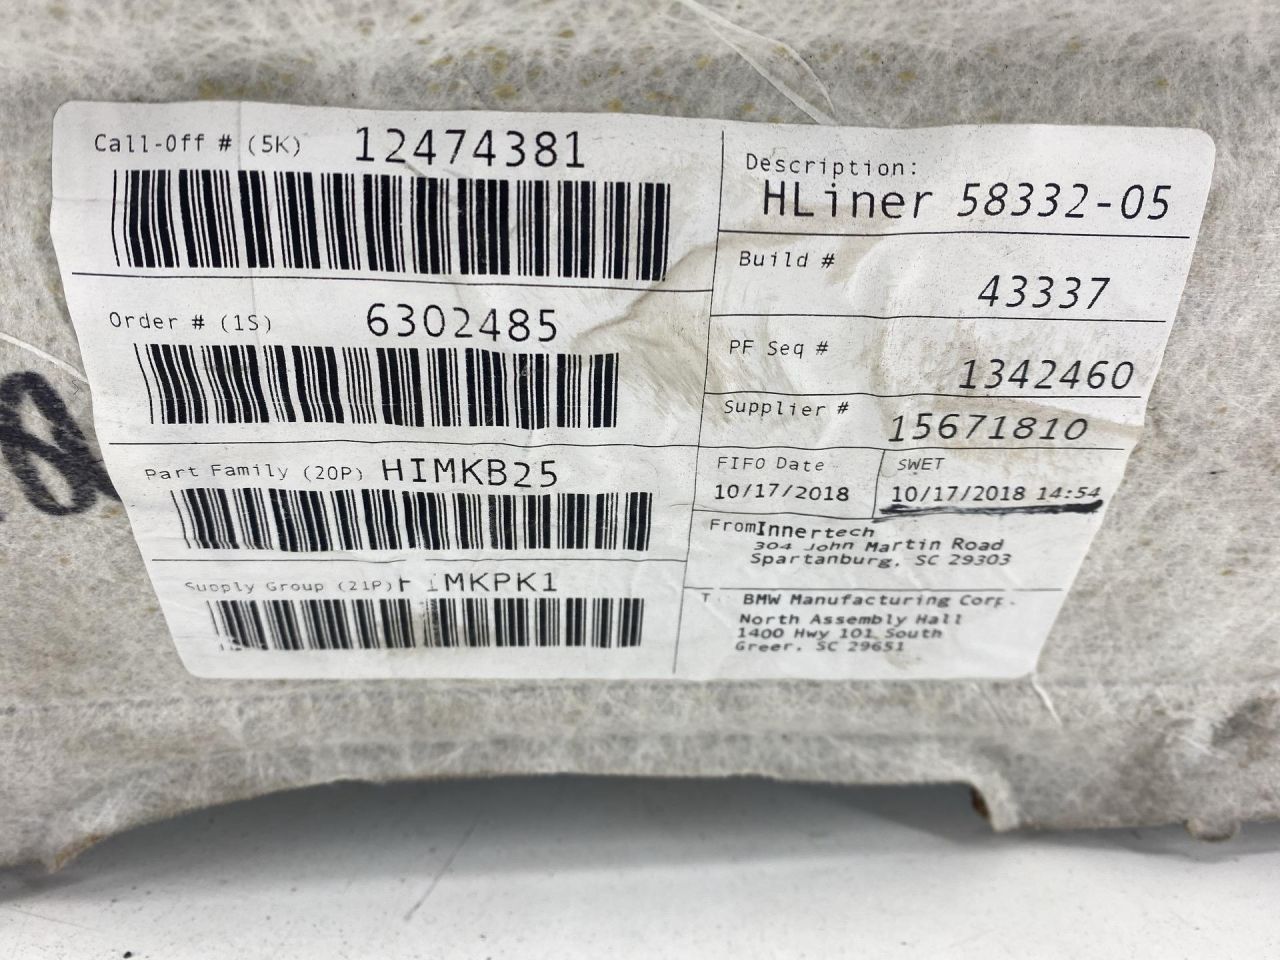 Call-Off # (5K) 12474381
Order # (1S) 6302485
Part Family (20P) HIMKB25
Supply Group (21P) H IMKPK1
Description:
HLiner 58332-05
Build #
43337
PF Seq #
1342460
Supplier #
15671810
FIFO Date
10/17/2018
SWET
10/17/2018 14:54
From Innertech
304 John Martin Road
Spartanburg, SC 29303
BMW Manufacturing Corp.
North Assembly Hall
1400 Hwy 101 South
Greer, SC 29651